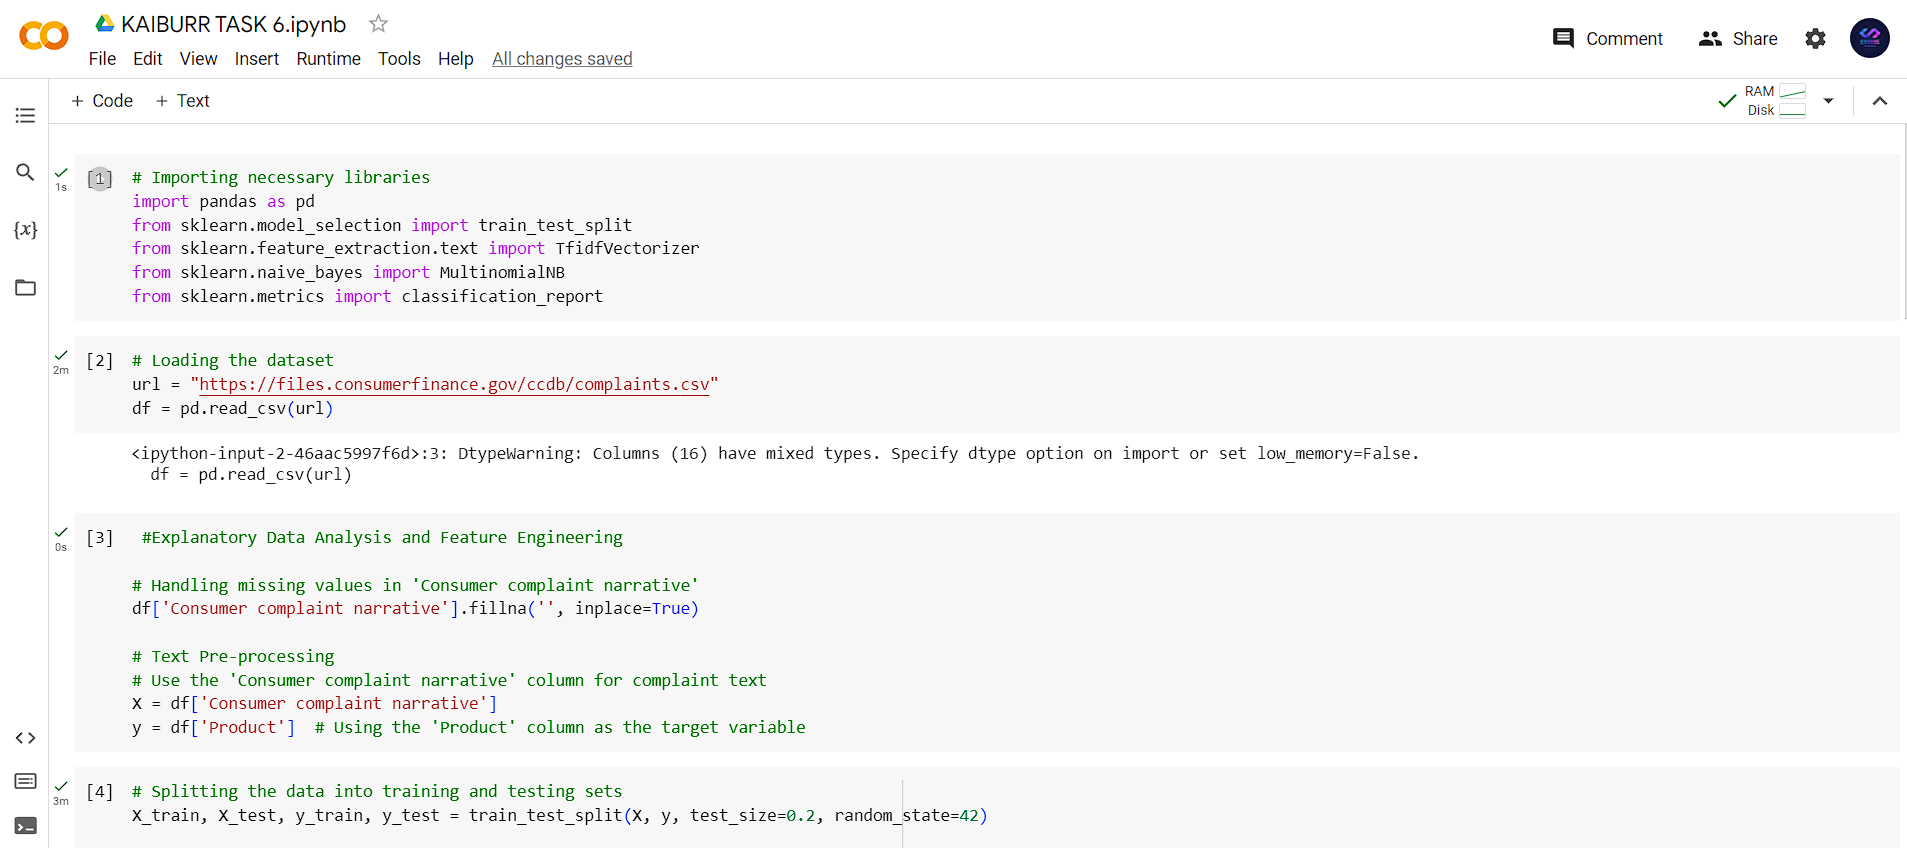 KAIBURR TASK 6.ipynb
File Edit View Insert Runtime Tools Help All changes saved
Comment
Share
+ Code + Text
RAM
Disk
1s
[1] # Importing necessary libraries
import pandas as pd
from sklearn.model_selection import train_test_split
from sklearn.feature_extraction.text import TfidfVectorizer
from sklearn.naive_bayes import MultinomialNB
from sklearn.metrics import classification_report
{x}
2m
[2] # Loading the dataset
url = "https://files.consumerfinance.gov/ccdb/complaints.csv"
df = pd.read_csv(url)
<ipython-input-2-46aac5997f6d>:3: DtypeWarning: Columns (16) have mixed types. Specify dtype option on import or set low_memory=False.
df = pd.read_csv(url)
0s
[3] #Explanatory Data Analysis and Feature Engineering
# Handling missing values in 'Consumer complaint narrative'
df['Consumer complaint narrative'].fillna('', inplace=True)
# Text Pre-processing
# Use the 'Consumer complaint narrative' column for complaint text
X = df['Consumer complaint narrative']
y = df['Product']  # Using the 'Product' column as the target variable
3m
[4] # Splitting the data into training and testing sets
X_train, X_test, y_train, y_test = train_test_split(X, y, test_size=0.2, random_state=42)